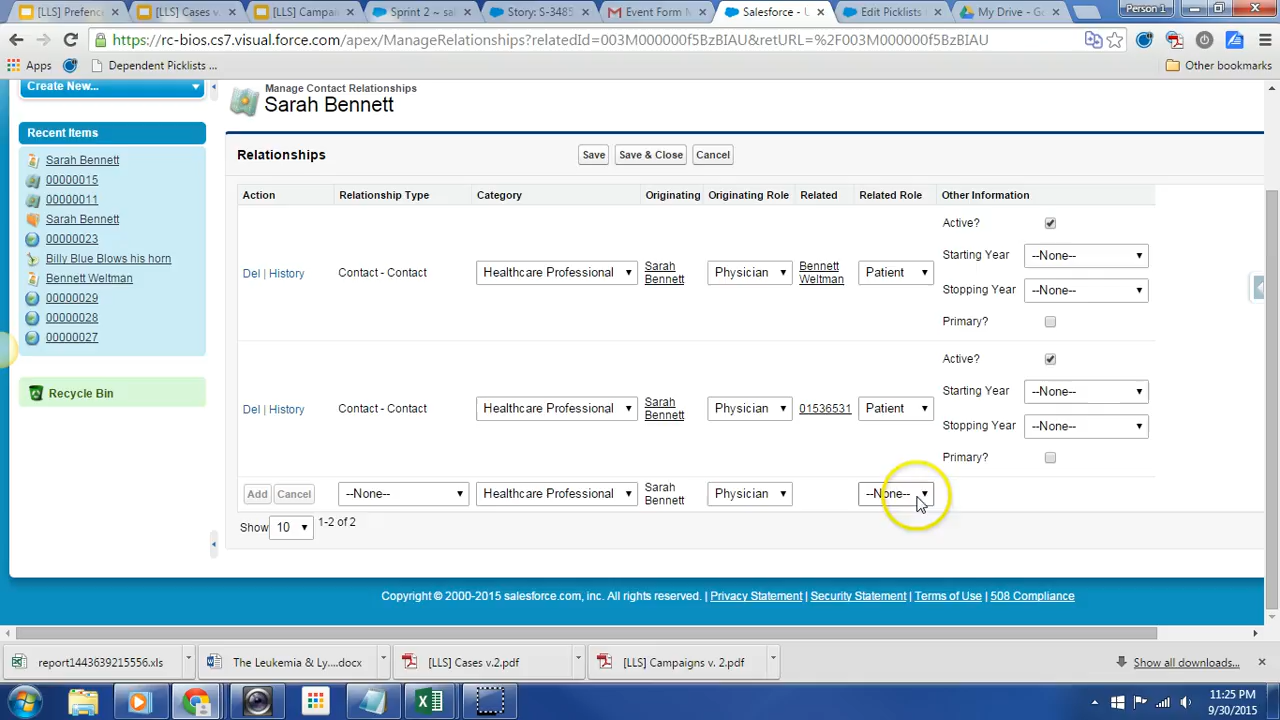 [LLS] Prefenc
[LLS] Cases v
[LLS] Campai
Sprint 2 ~ sal
Story: S-3485
Event Form M
Salesforce - U
Edit Picklists
My Drive - Go
Person 1
https://rc-bios.cs7.visual.force.com/apex/ManageRelationships?relatedId=003M000000f5BzBIAU&retURL=%2F003M000000f5BzBIAU
Apps
Dependent Picklists ...
Other bookmarks
Create New...
Manage Contact Relationships
Sarah Bennett
Recent Items
Sarah Bennett
00000015
00000011
Sarah Bennett
00000023
Billy Blue Blows his horn
Bennett Weltman
00000029
00000028
00000027
Recycle Bin
Relationships
Save
Save & Close
Cancel
Action Relationship Type Category Originating Originating Role Related Related Role Other Information
Active?
Starting Year --None--
Del | History Contact - Contact Healthcare Professional Sarah Bennett Physician Bennett Weltman Patient
Stopping Year --None--
Primary?
Active?
Starting Year --None--
Del | History Contact - Contact Healthcare Professional Sarah Bennett Physician 01536531 Patient
Stopping Year --None--
Primary?
Add Cancel --None-- Healthcare Professional Sarah Bennett Physician --None--
Show 10 1-2 of 2
Copyright © 2000-2015 salesforce.com, inc. All rights reserved. | Privacy Statement | Security Statement | Terms of Use | 508 Compliance
report1443639215556.xls
The Leukemia & Ly....docx
[LLS] Cases v.2.pdf
[LLS] Campaigns v. 2.pdf
Show all downloads...
11:25 PM
9/30/2015